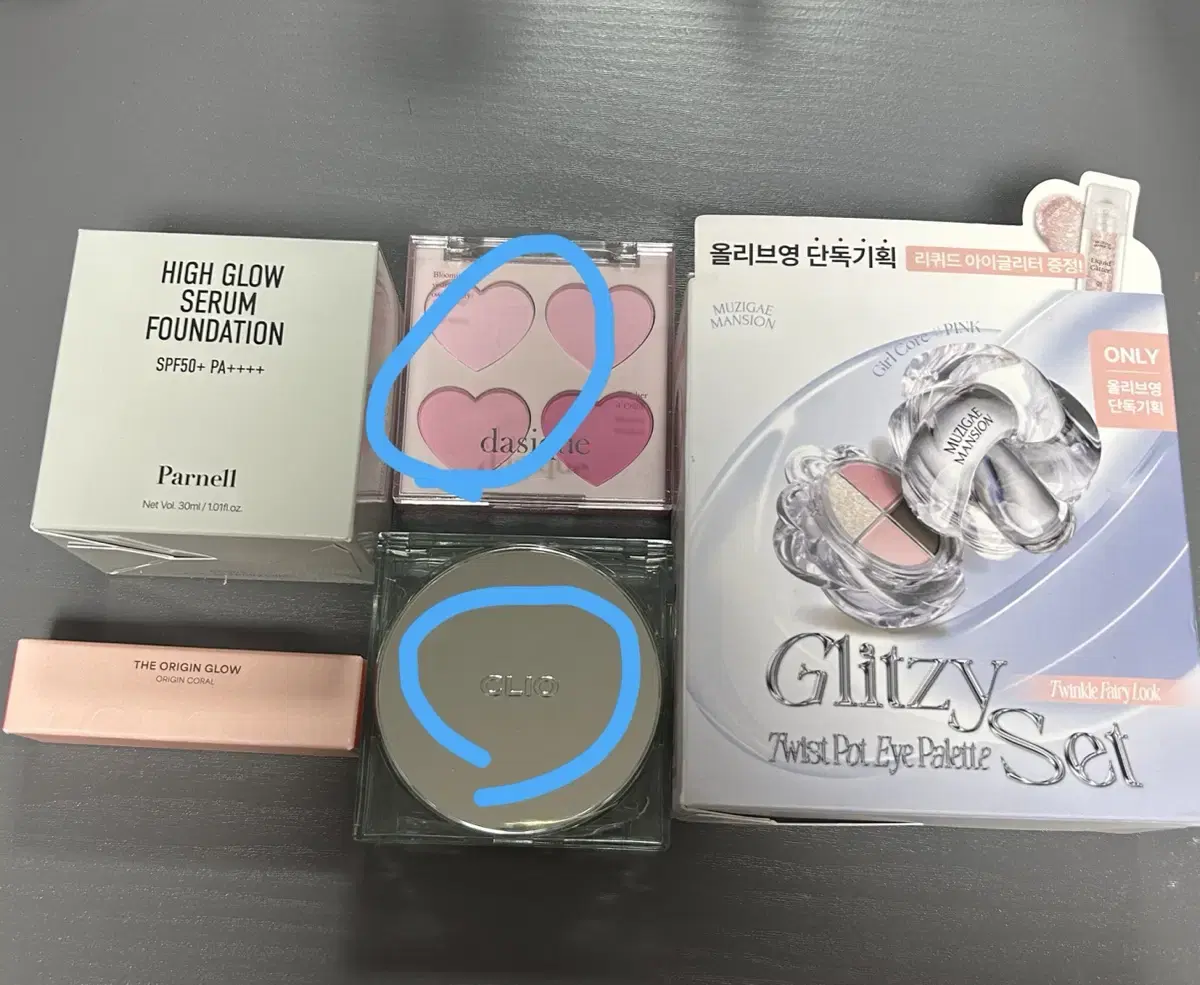 HIGH GLOW
SERUM
FOUNDATION
SPF50+ PA++++
Parnell
Net Vol. 30ml / 1.01fl.oz.
dasique
올리브영 단독기획
리퀴드 아이글리터 증정!
Liquid
Glitter
MUZIGAE
MANSION
Girl Core
PINK
ONLY
올리브영
단독기획
MUZIGAE
MANSION
Glitzy
Set
Twinkle Fairy Look
Twist Pot Eye Palette
THE ORIGIN GLOW
ORIGIN CORAL
CLIO